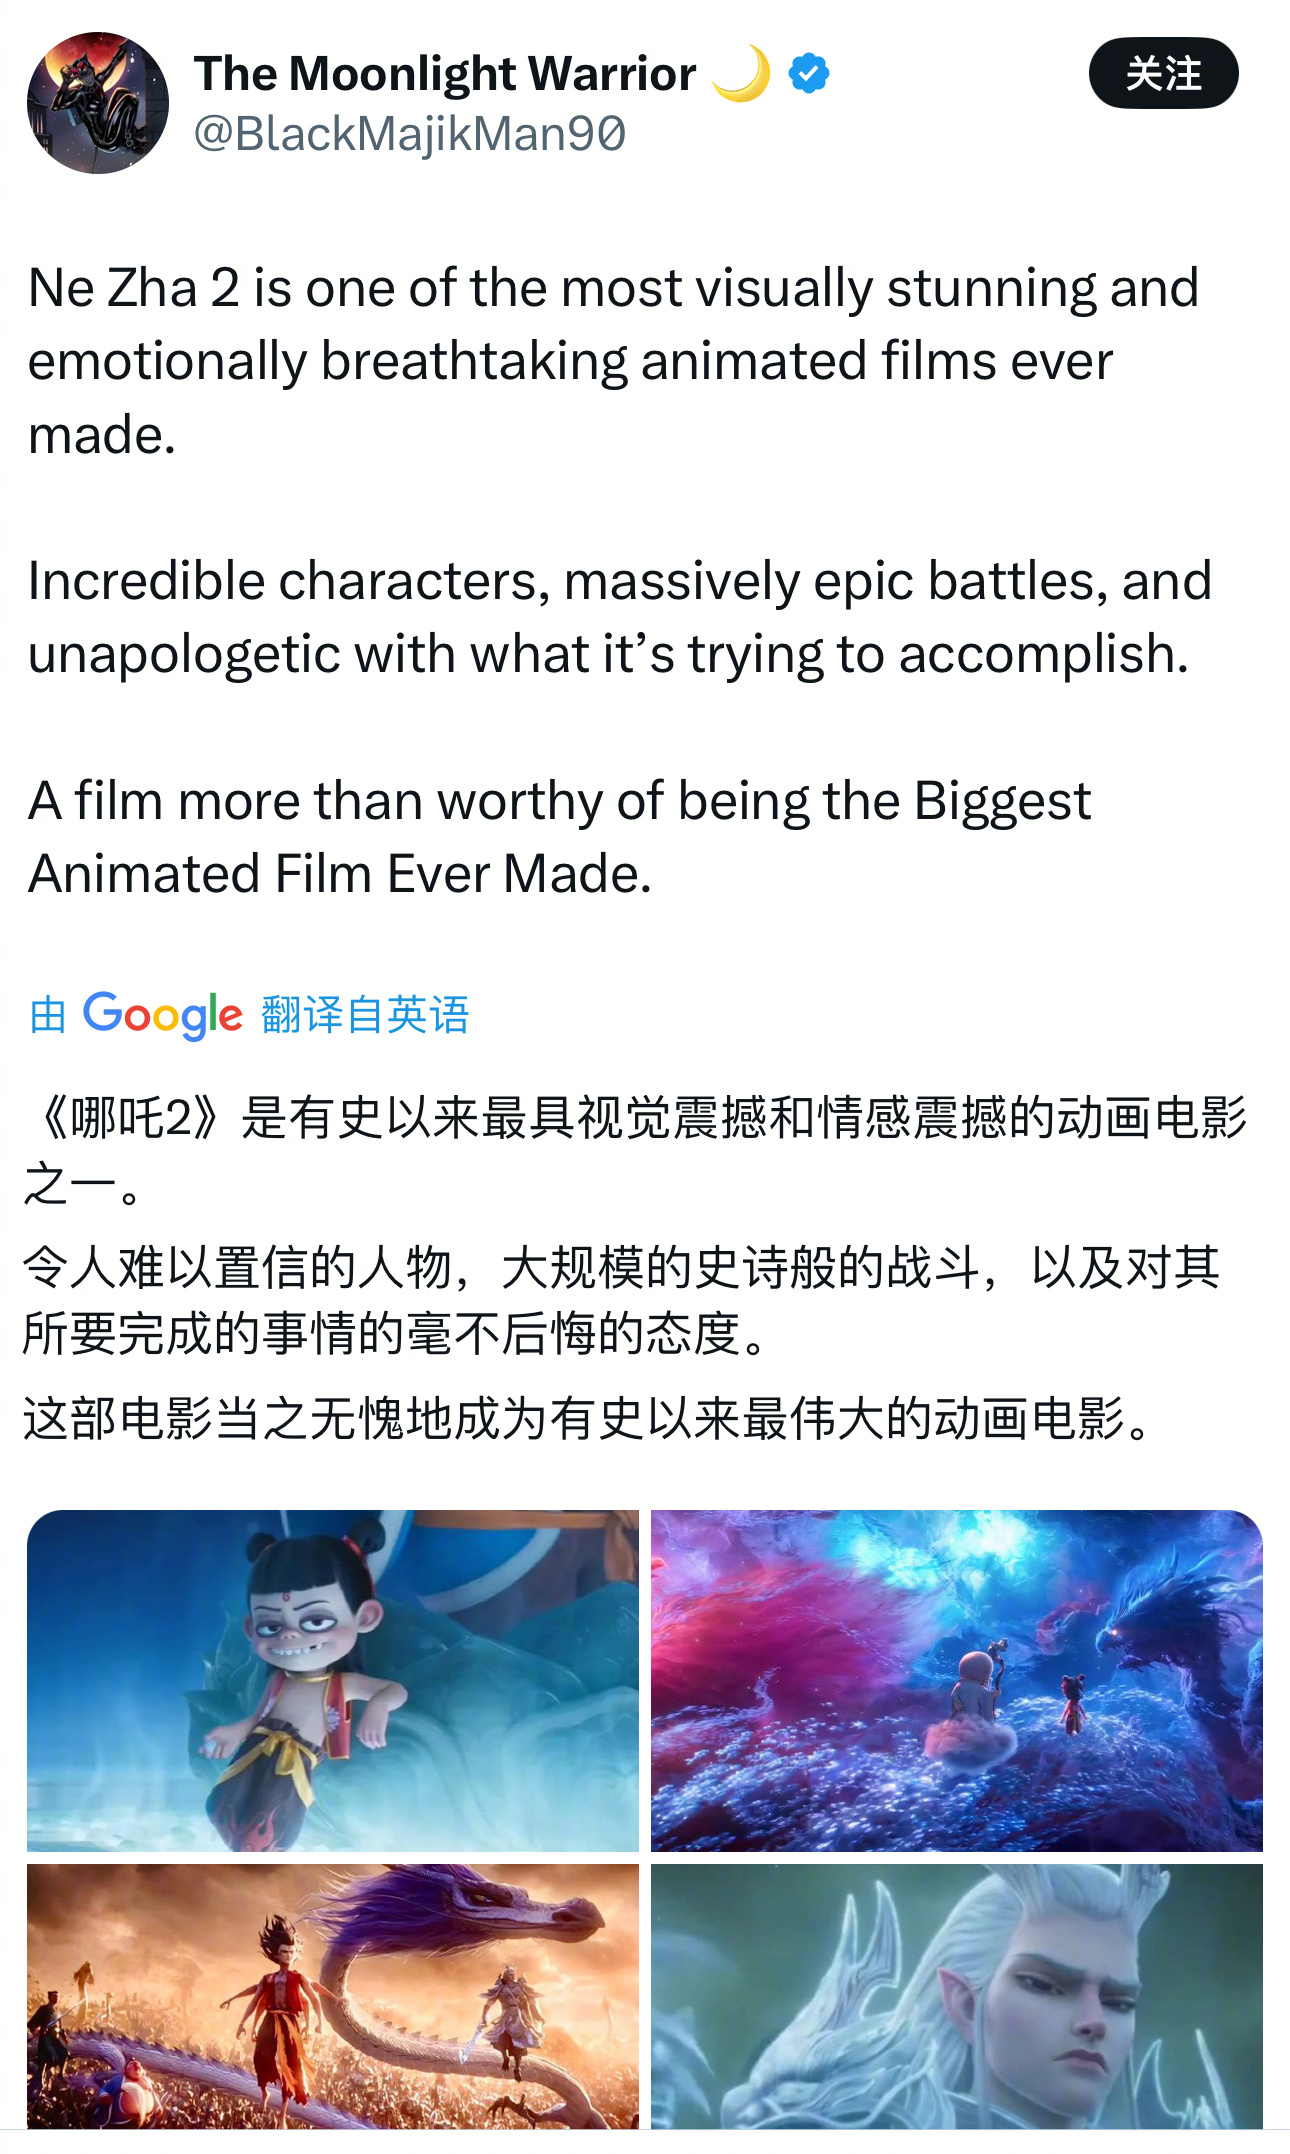 The Moonlight Warrior 🌙
关注
@BlackMajikMan90
Ne Zha 2 is one of the most visually stunning and
emotionally breathtaking animated films ever
made.
Incredible characters, massively epic battles, and
unapologetic with what it’s trying to accomplish.
A film more than worthy of being the Biggest
Animated Film Ever Made.
由 Google 翻译自英语
《哪吒2》是有史以来最具视觉震撼和情感震撼的动画电影
之一。
令人难以置信的人物，大规模的史诗般的战斗，以及对其
所要完成的事情的毫不后悔的态度。
这部电影当之无愧地成为有史以来最伟大的动画电影。